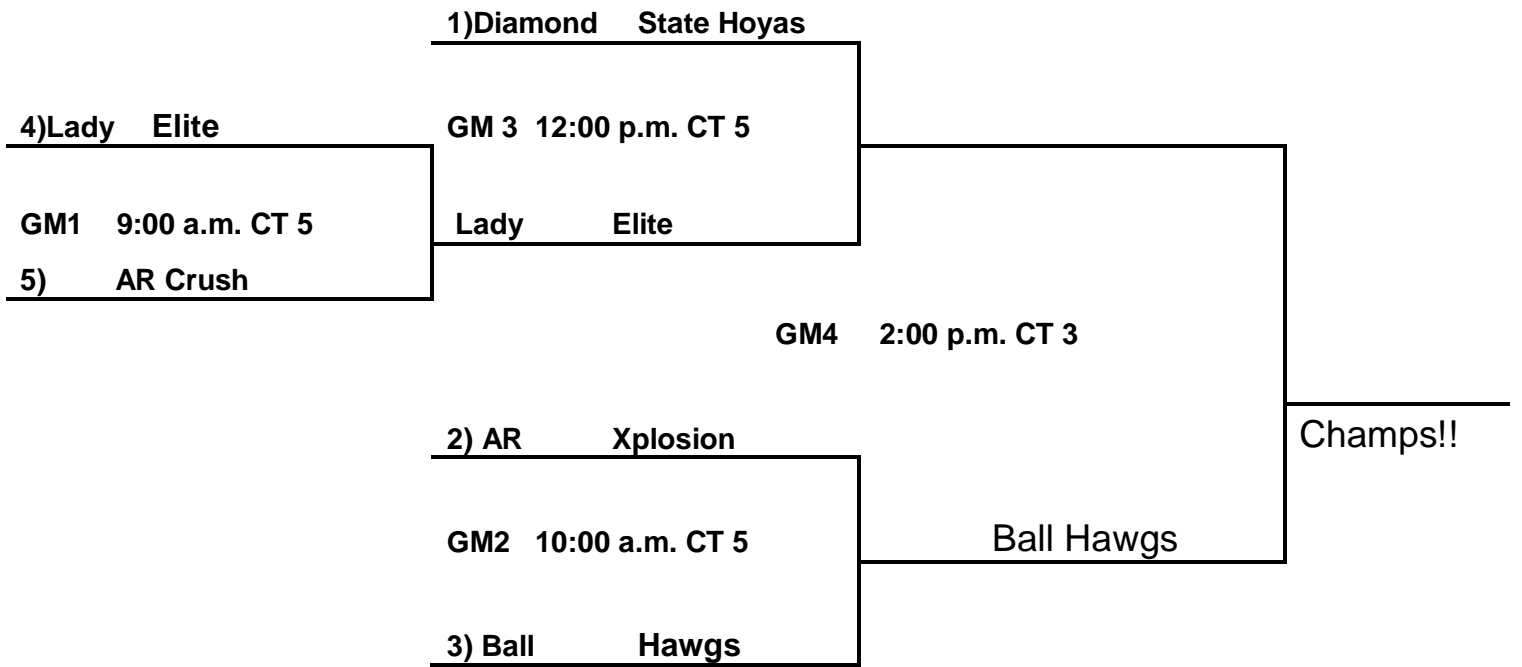 1)Diamond State Hoyas
4)Lady Elite
GM 3 12:00 p.m. CT 5
GM1 9:00 a.m. CT 5
Lady Elite
5) AR Crush
GM4 2:00 p.m. CT 3
2) AR Xplosion
Champs!!
GM2 10:00 a.m. CT 5
Ball Hawgs
3) Ball Hawgs